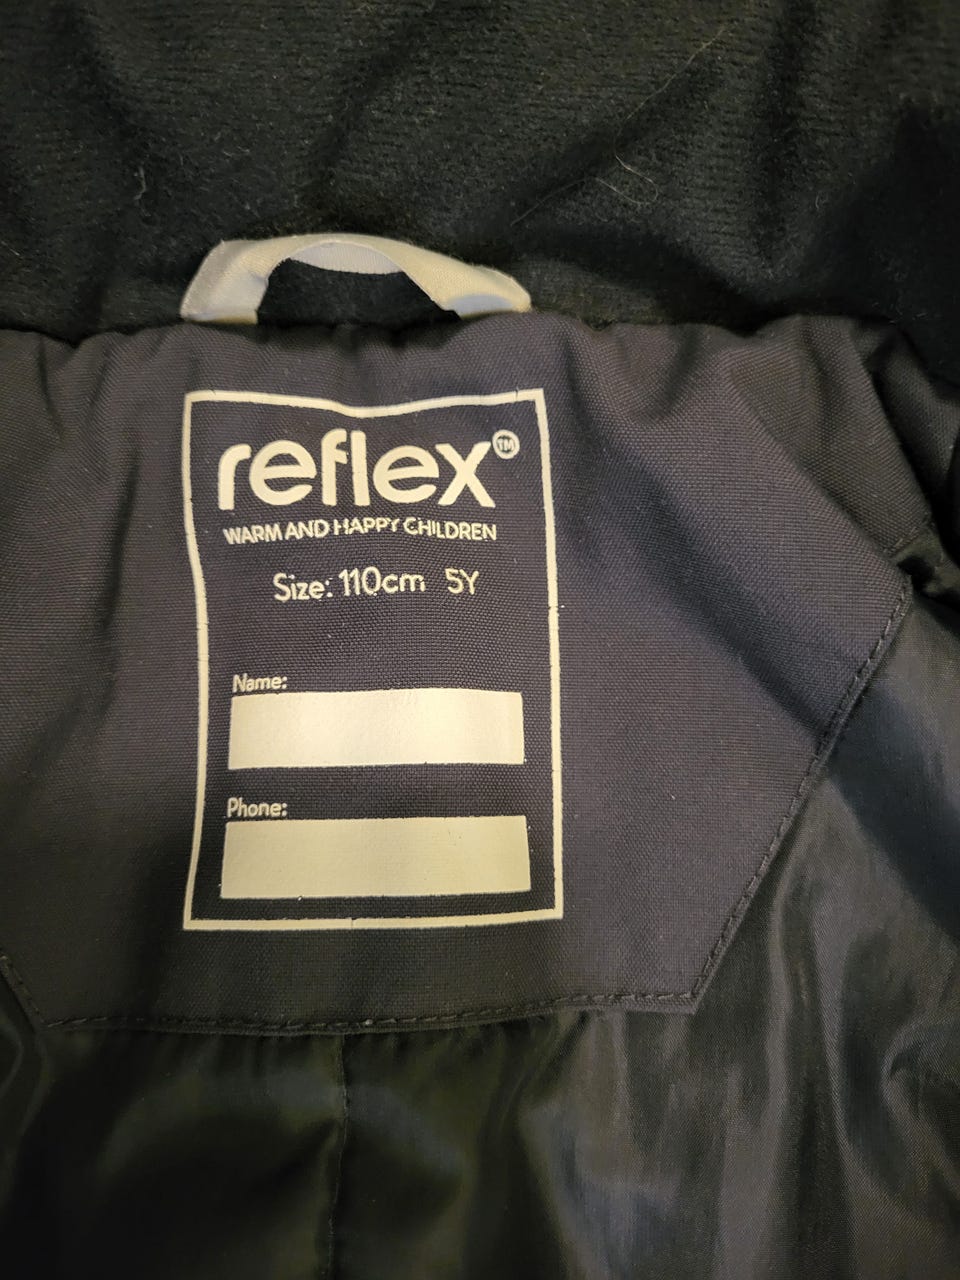 reflex™
WARM AND HAPPY CHILDREN
Size: 110cm 5Y
Name:
Phone: